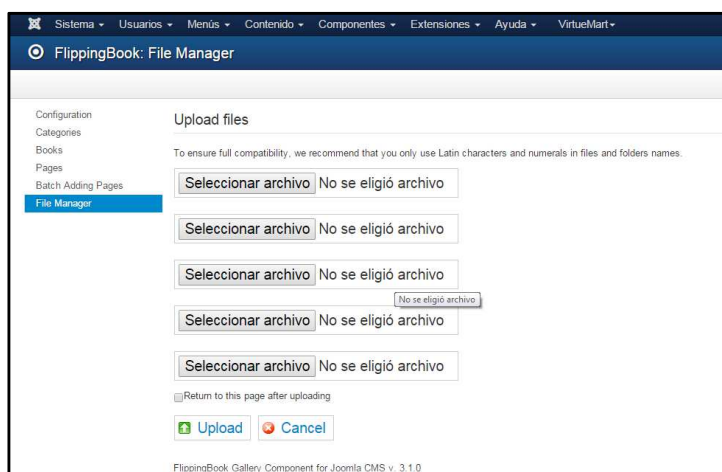 Sistema Usuarios Menús Contenido Componentes Extensiones Ayuda VirtueMart
FlippingBook: File Manager
Configuration
Categories
Books
Pages
Batch Adding Pages
File Manager
Upload files
To ensure full compatibility, we recommend that you only use Latin characters and numerals in files and folders names.
Seleccionar archivo No se eligió archivo
Seleccionar archivo No se eligió archivo
Seleccionar archivo No se eligió archivo
No se eligió archivo
Seleccionar archivo No se eligió archivo
Seleccionar archivo No se eligió archivo
Return to this page after uploading
Upload Cancel
FlippingBook Gallery Component for Joomla CMS v. 3.1.0